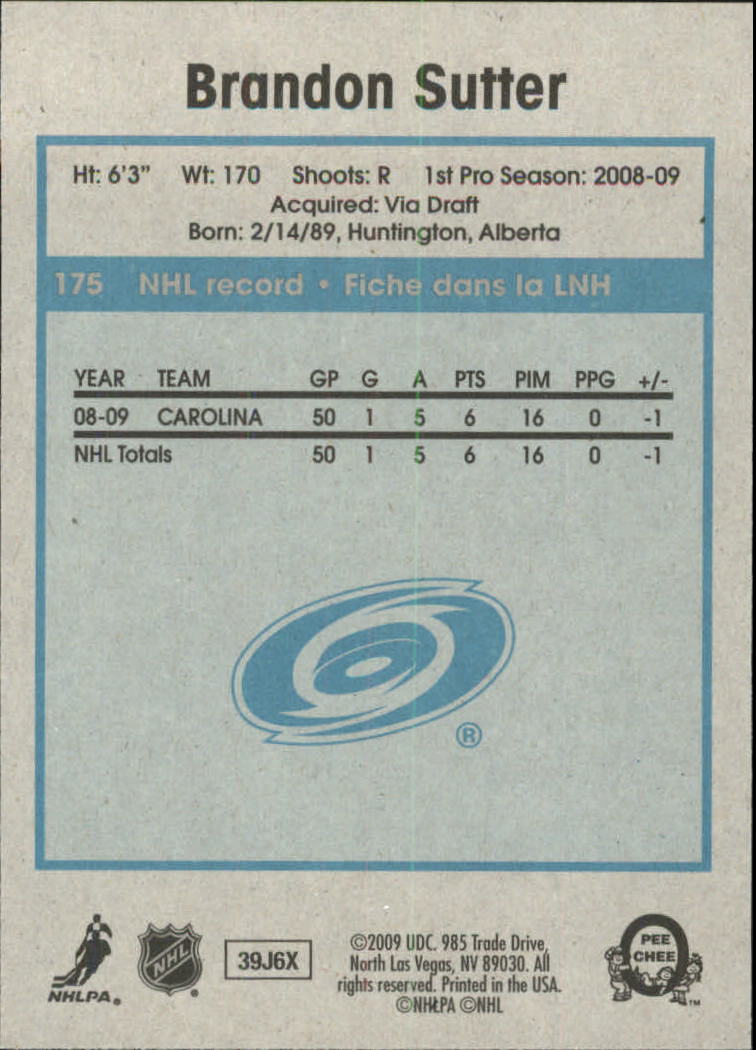 Brandon Sutter
Ht: 6'3" Wt: 170 Shoots: R 1st Pro Season: 2008-09
Acquired: Via Draft
Born: 2/14/89, Huntington, Alberta
175 NHL record • Fiche dans la LNH
YEAR TEAM GP G A PTS PIM PPG +/-
08-09 CAROLINA 50 1 5 6 16 0 -1
NHL Totals 50 1 5 6 16 0 -1
®
NHLPA®
NHL®
39J6X
©2009 UDC. 985 Trade Drive,
North Las Vegas, NV 89030. All
rights reserved. Printed in the USA.
©NHLPA ©NHL
O
PEE
CHEE
™